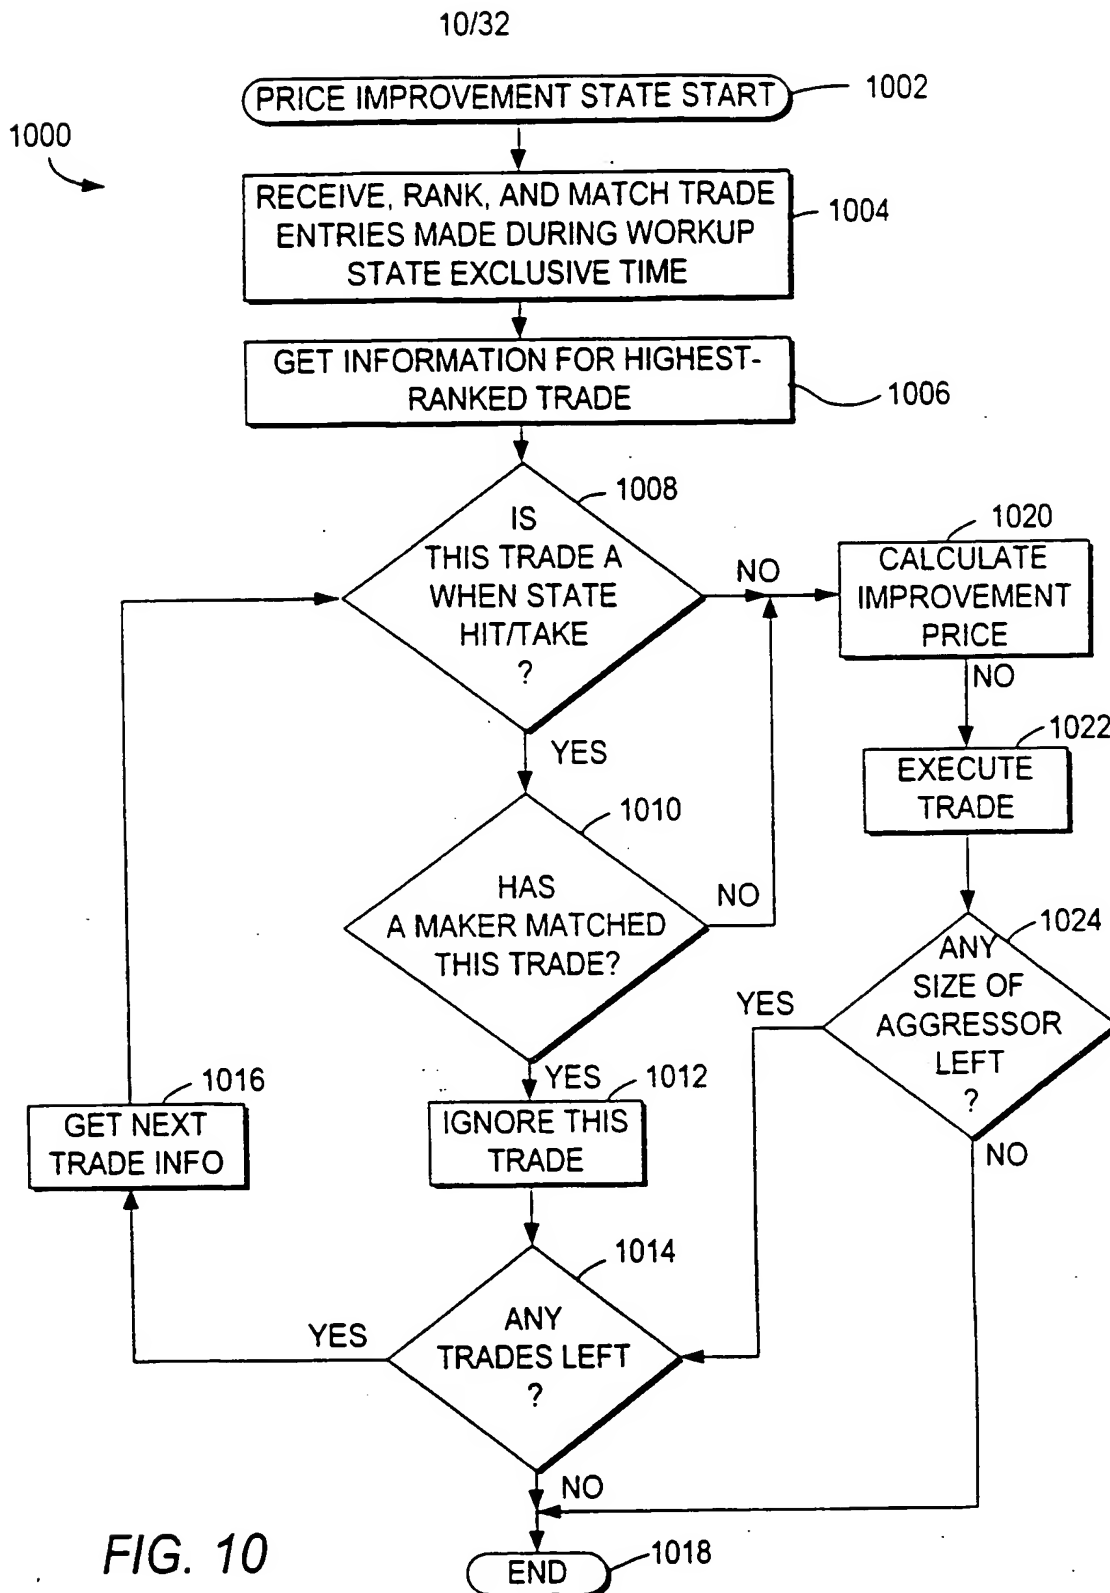 10/32
PRICE IMPROVEMENT STATE START
1002
1000
RECEIVE, RANK, AND MATCH TRADE
ENTRIES MADE DURING WORKUP
STATE EXCLUSIVE TIME
1004
GET INFORMATION FOR HIGHEST-
RANKED TRADE
1006
IS
THIS TRADE A
WHEN STATE
HIT/TAKE
?
1008
NO
YES
1020
CALCULATE
IMPROVEMENT
PRICE
NO
1022
EXECUTE
TRADE
1010
HAS
A MAKER MATCHED
THIS TRADE?
NO
YES
1024
ANY
SIZE OF
AGGRESSOR
LEFT
?
YES
NO
1012
IGNORE THIS
TRADE
1016
GET NEXT
TRADE INFO
1014
ANY
TRADES LEFT
?
YES
NO
END
1018
FIG. 10